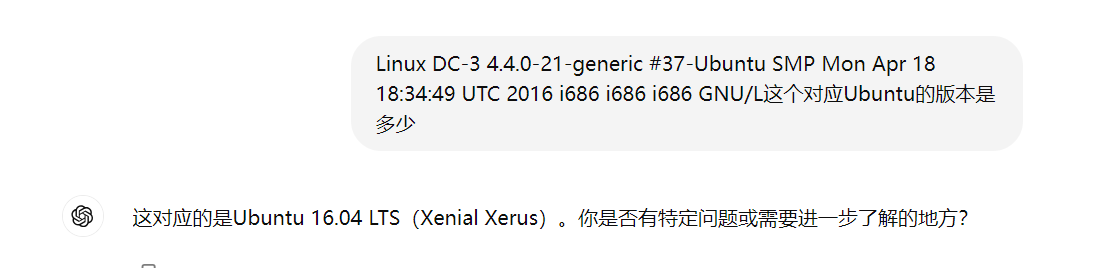 Linux DC-3 4.4.0-21-generic #37-Ubuntu SMP Mon Apr 18
18:34:49 UTC 2016 i686 i686 i686 GNU/L这个对应Ubuntu的版本是
多少
这对应的是Ubuntu 16.04 LTS（Xenial Xerus）。你是否有特定问题或需要进一步了解的地方？